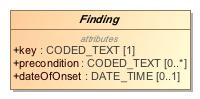 Finding
attributes
+key : CODED_TEXT [1]
+precondition : CODED_TEXT [0..*]
+dateOfOnset : DATE_TIME [0..1]